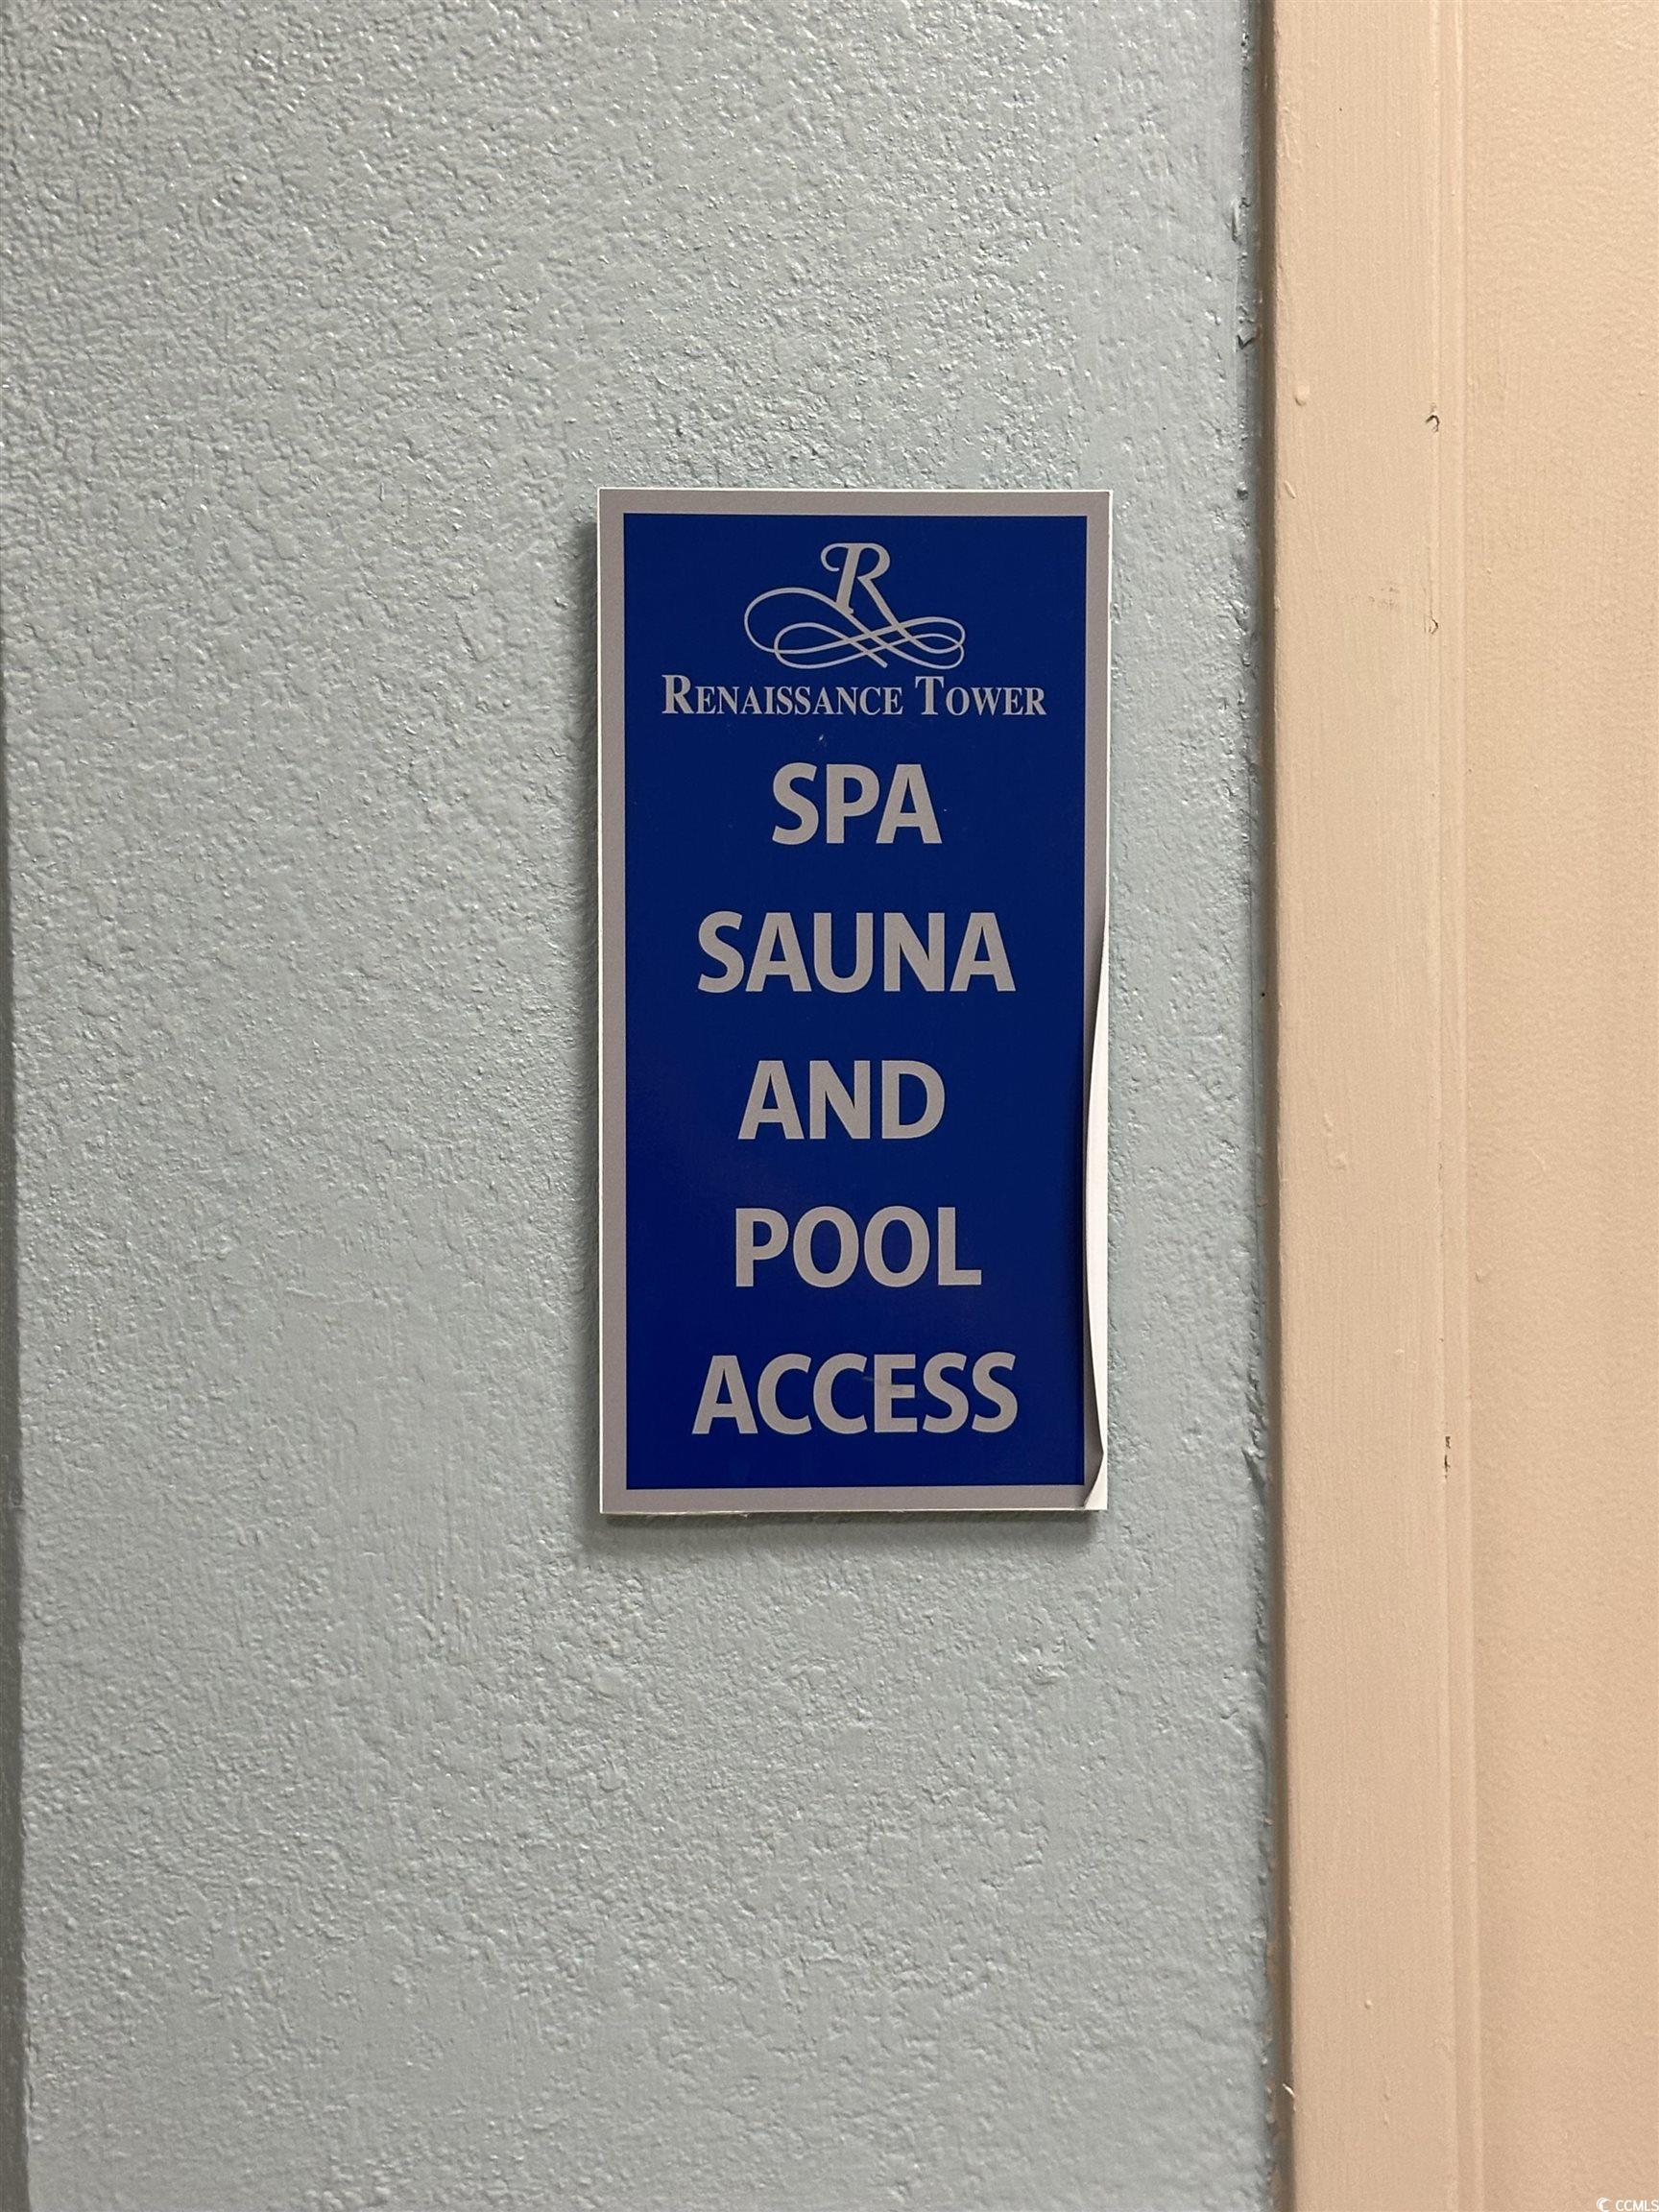 R
RENAISSANCE TOWER
SPA
SAUNA
AND
POOL
ACCESS
CCMLS